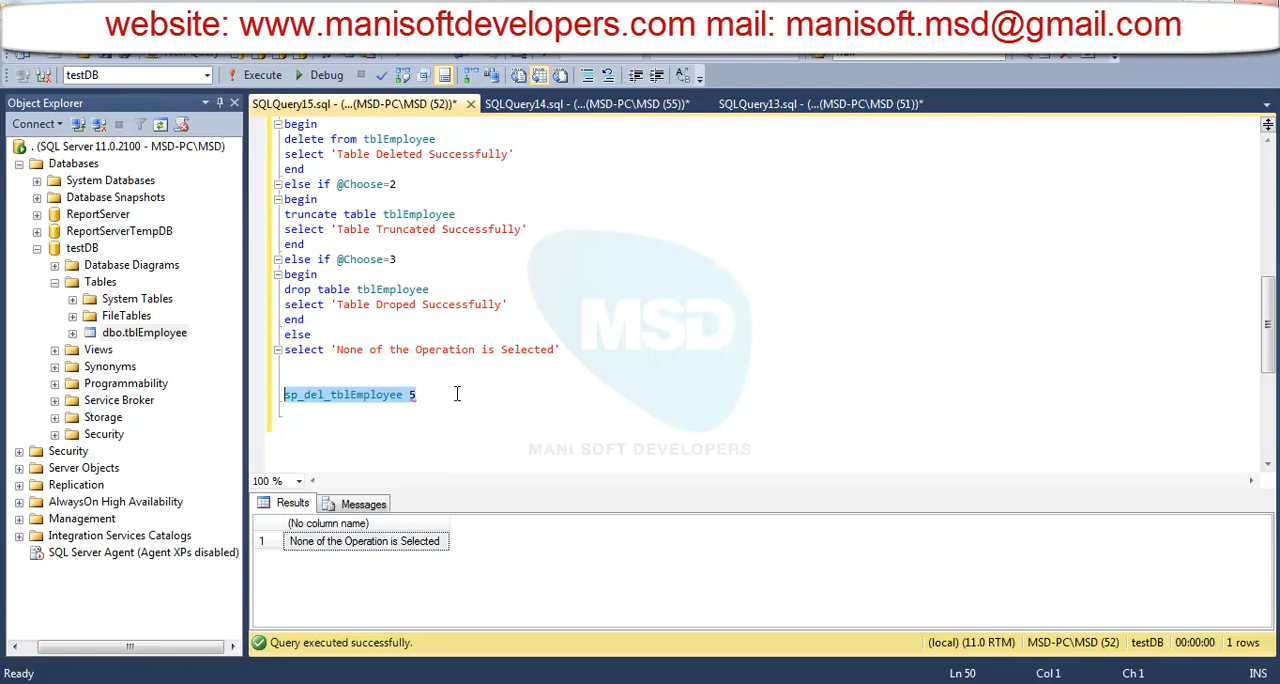 website: www.manisoftdevelopers.com mail: manisoft.msd@gmail.com
testDB
Execute
Debug
Object Explorer
SQLQuery15.sql - (...(MSD-PC\MSD (52))*
SQLQuery14.sql - (...(MSD-PC\MSD (55))*
SQLQuery13.sql - (...(MSD-PC\MSD (51))*
Connect
. (SQL Server 11.0.2100 - MSD-PC\MSD)
Databases
System Databases
Database Snapshots
ReportServer
ReportServerTempDB
testDB
Database Diagrams
Tables
System Tables
FileTables
dbo.tblEmployee
Views
Synonyms
Programmability
Service Broker
Storage
Security
Security
Server Objects
Replication
AlwaysOn High Availability
Management
Integration Services Catalogs
SQL Server Agent (Agent XPs disabled)
begin
delete from tblEmployee
select 'Table Deleted Successfully'
end
else if @Choose=2
begin
truncate table tblEmployee
select 'Table Truncated Successfully'
end
else if @Choose=3
begin
drop table tblEmployee
select 'Table Droped Successfully'
end
else
select 'None of the Operation is Selected'
sp_del_tblEmployee 5
MSD
MANI SOFT DEVELOPERS
100 %
Results
Messages
(No column name)
1 None of the Operation is Selected
Query executed successfully.
(local) (11.0 RTM)
MSD-PC\MSD (52)
testDB
00:00:00
1 rows
Ready
Ln 50
Col 1
Ch 1
INS